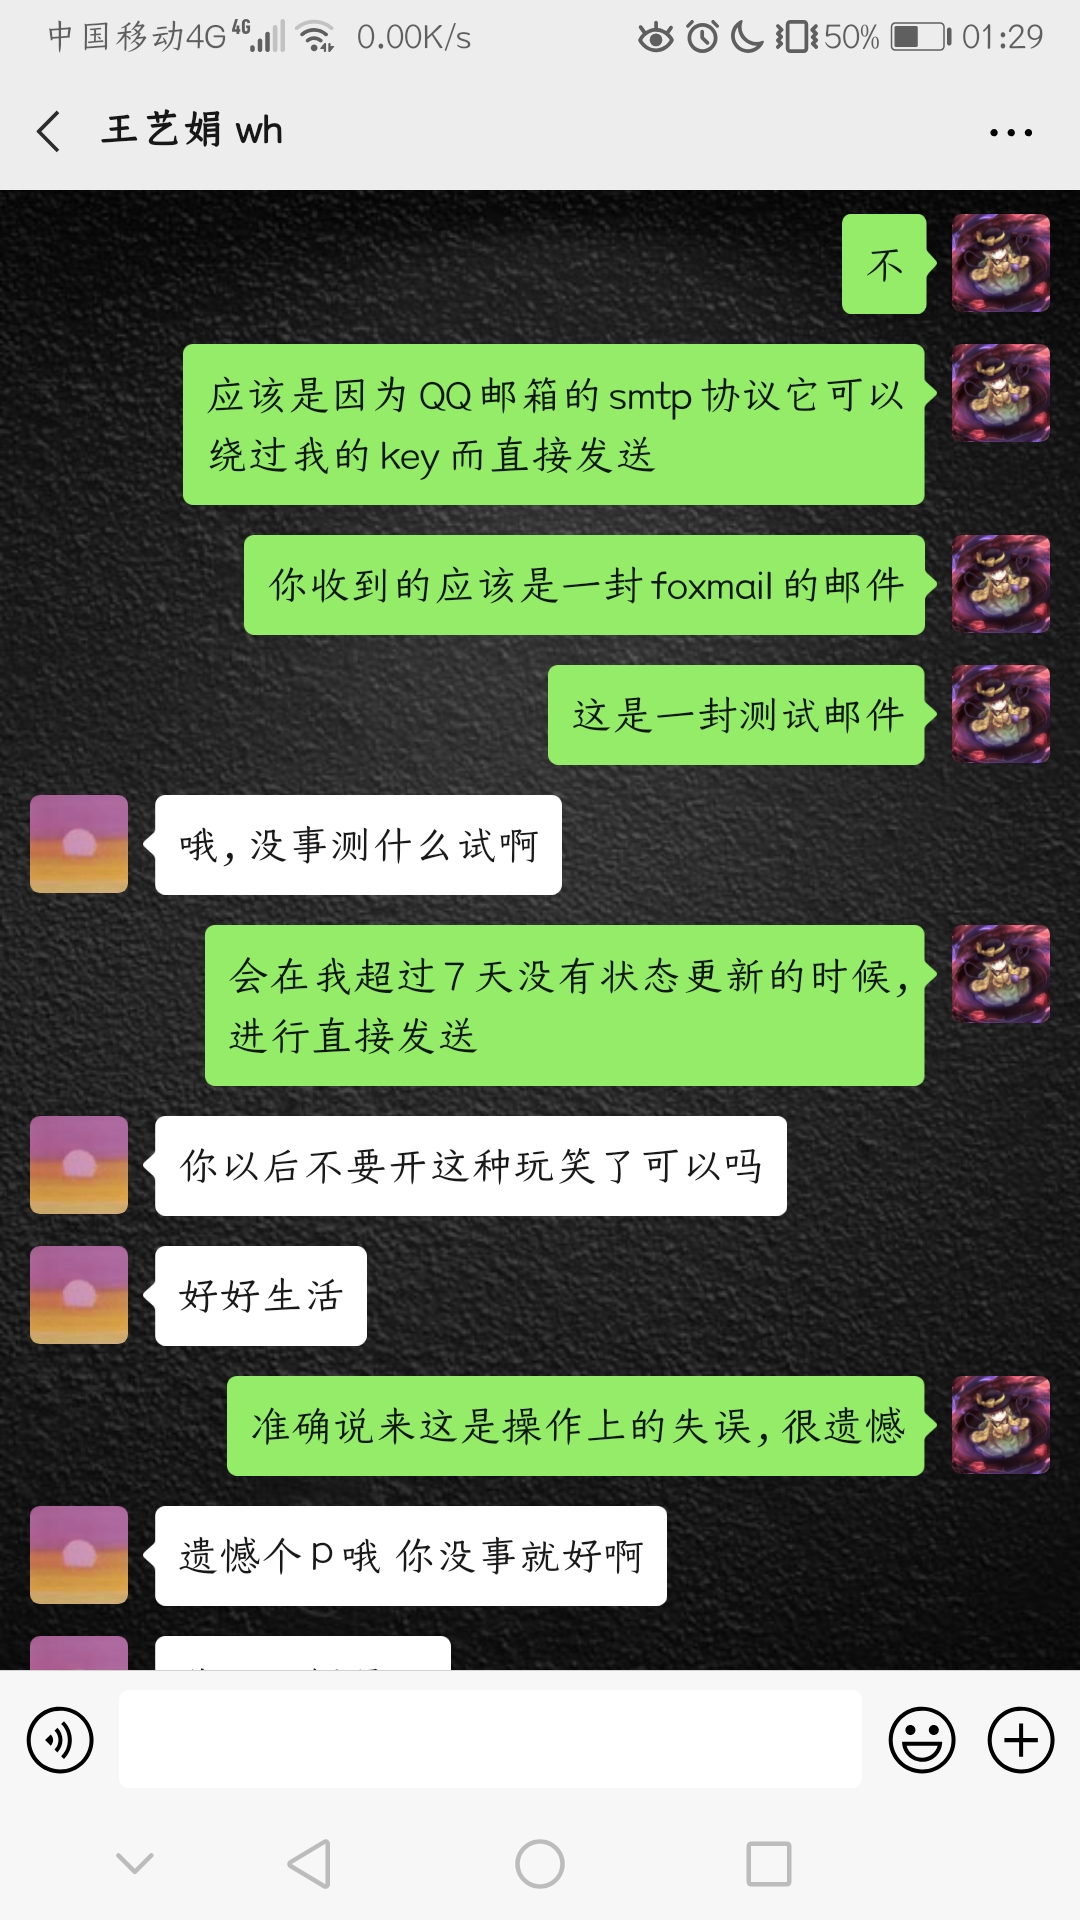 中国移动4G 4G 0.00K/s 50% 01:29
王艺娟 wh
不
应该是因为QQ邮箱的smtp协议它可以
绕过我的key而直接发送
你收到的应该是一封foxmail的邮件
这是一封测试邮件
哦,没事测什么试啊
会在我超过7天没有状态更新的时候,
进行直接发送
你以后不要开这种玩笑了可以吗
好好生活
准确说来这是操作上的失误,很遗憾
遗憾个p哦 你没事就好啊